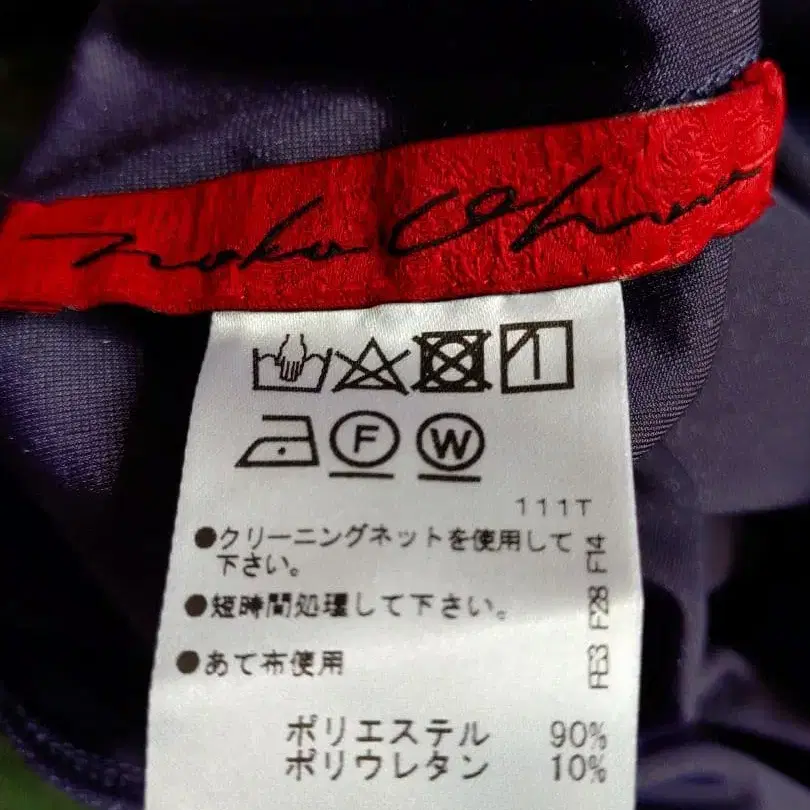 F W
111T
●クリーニングネットを使用して
下さい。
●短時間処理して下さい。
●あて布使用
F63 F28 F14
ポリエステル 90%
ポリウレタン 10%